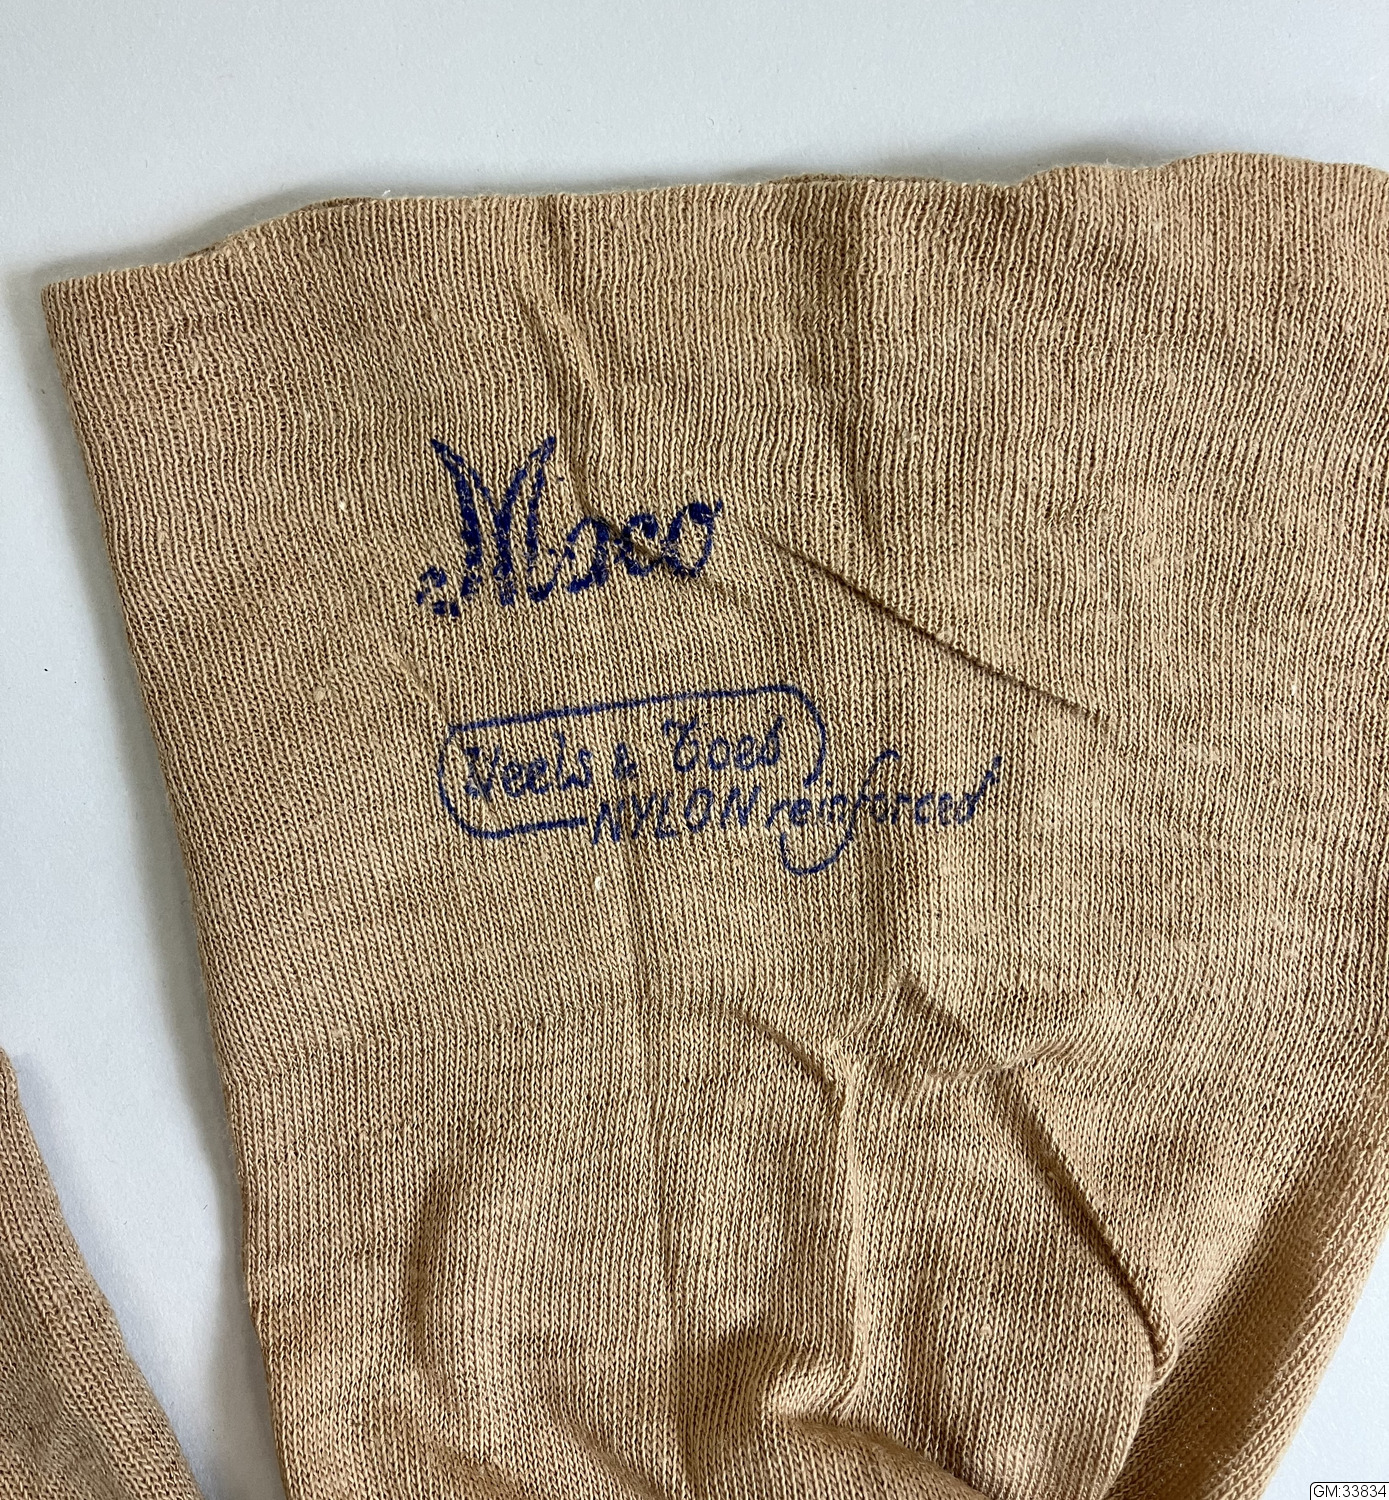 Maco
Heels & Toes
NYLON reinforced
GM:33834